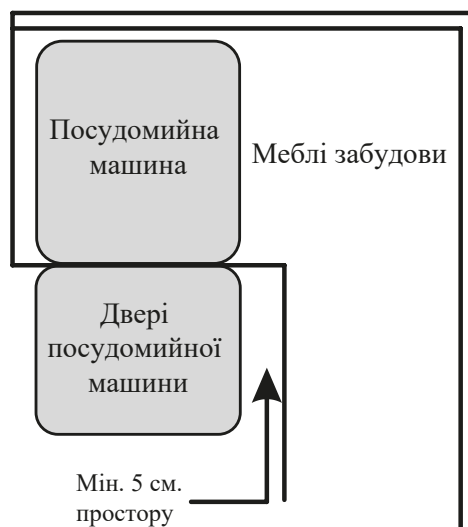 Посудомийна
машина
Меблі забудови
Двері
посудомийної
машини
Мін. 5 см.
простору